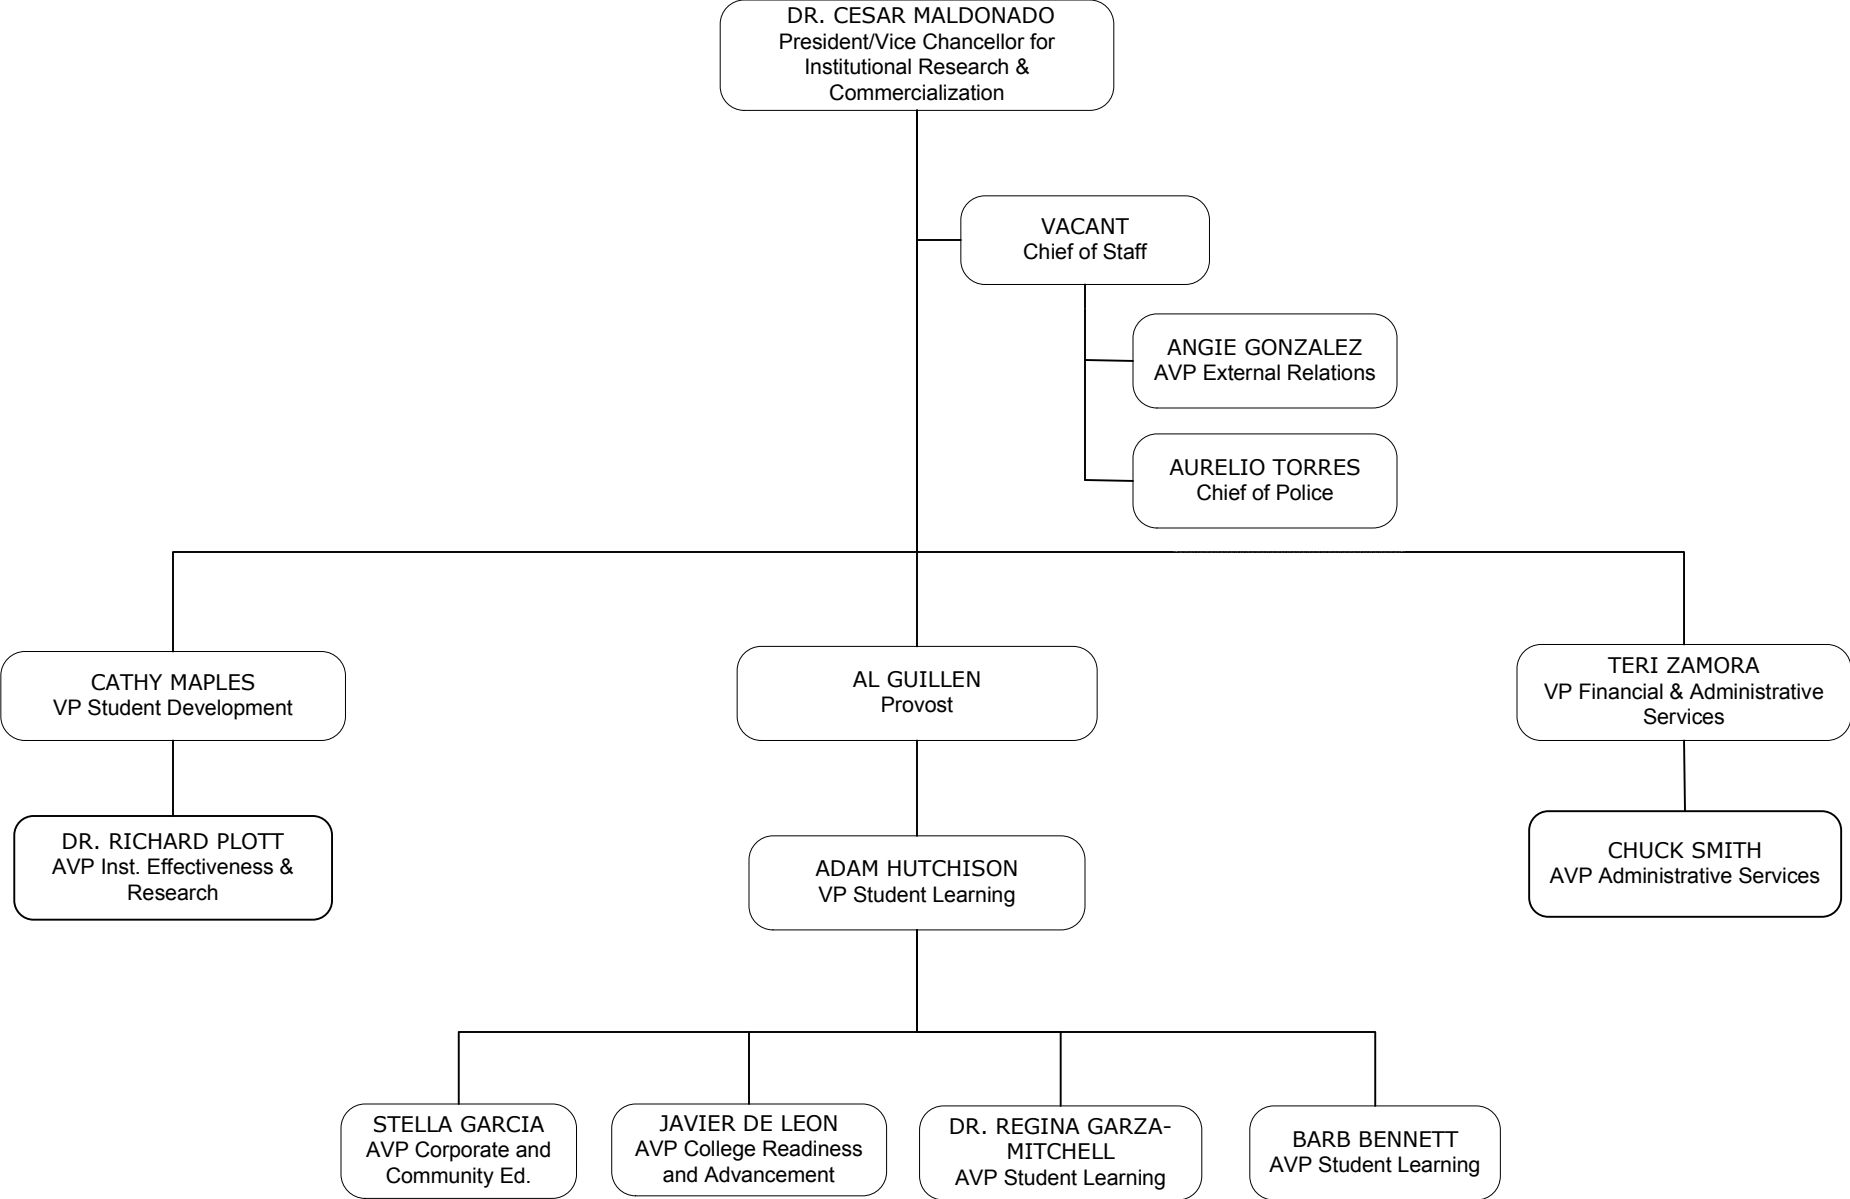 DR. CESAR MALDONADO
President/Vice Chancellor for
Institutional Research &
Commercialization
VACANT
Chief of Staff
ANGIE GONZALEZ
AVP External Relations
AURELIO TORRES
Chief of Police
CATHY MAPLES
VP Student Development
AL GUILLEN
Provost
TERI ZAMORA
VP Financial & Administrative
Services
DR. RICHARD PLOTT
AVP Inst. Effectiveness &
Research
ADAM HUTCHISON
VP Student Learning
CHUCK SMITH
AVP Administrative Services
STELLA GARCIA
AVP Corporate and
Community Ed.
JAVIER DE LEON
AVP College Readiness
and Advancement
DR. REGINA GARZA-
MITCHELL
AVP Student Learning
BARB BENNETT
AVP Student Learning